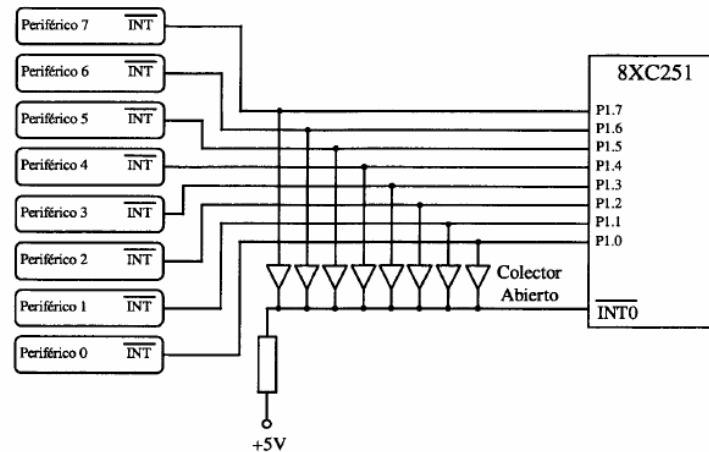 Periférico 7 INT
Periférico 6 INT
Periférico 5 INT
Periférico 4 INT
Periférico 3 INT
Periférico 2 INT
Periférico 1 INT
Periférico 0 INT
8XC251
P1.7
P1.6
P1.5
P1.4
P1.3
P1.2
P1.1
P1.0
INT0
Colector
Abierto
+5V